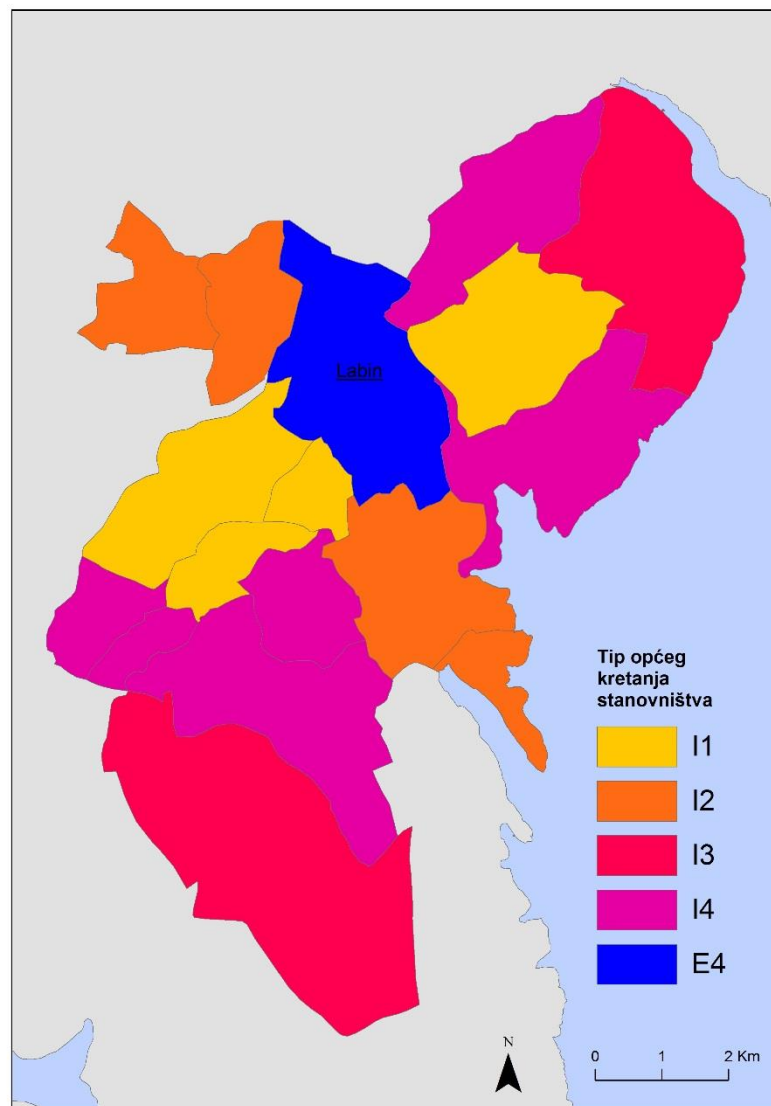 Labin
Tip općeg
kretanja
stanovništva
I1
I2
I3
I4
E4
N
0 1 2 Km